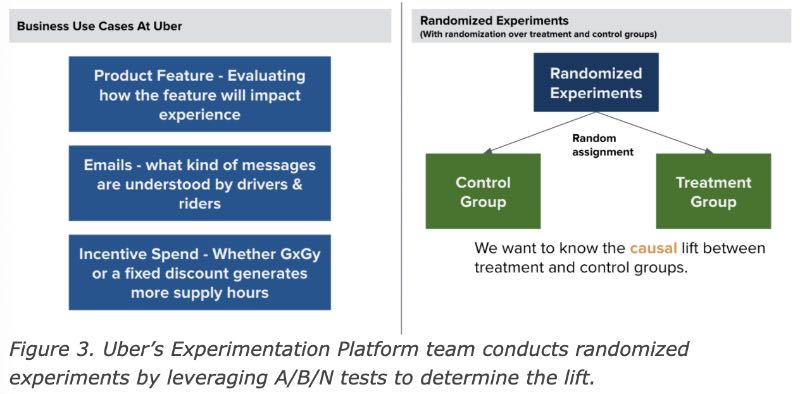 Business Use Cases At Uber
Product Feature - Evaluating
how the feature will impact
experience
Emails - what kind of messages
are understood by drivers &
riders
Incentive Spend - Whether GxGy
or a fixed discount generates
more supply hours
Randomized Experiments
(With randomization over treatment and control groups)
Randomized
Experiments
Random
assignment
Control
Group
Treatment
Group
We want to know the causal lift between
treatment and control groups.
Figure 3. Uber’s Experimentation Platform team conducts randomized
experiments by leveraging A/B/N tests to determine the lift.